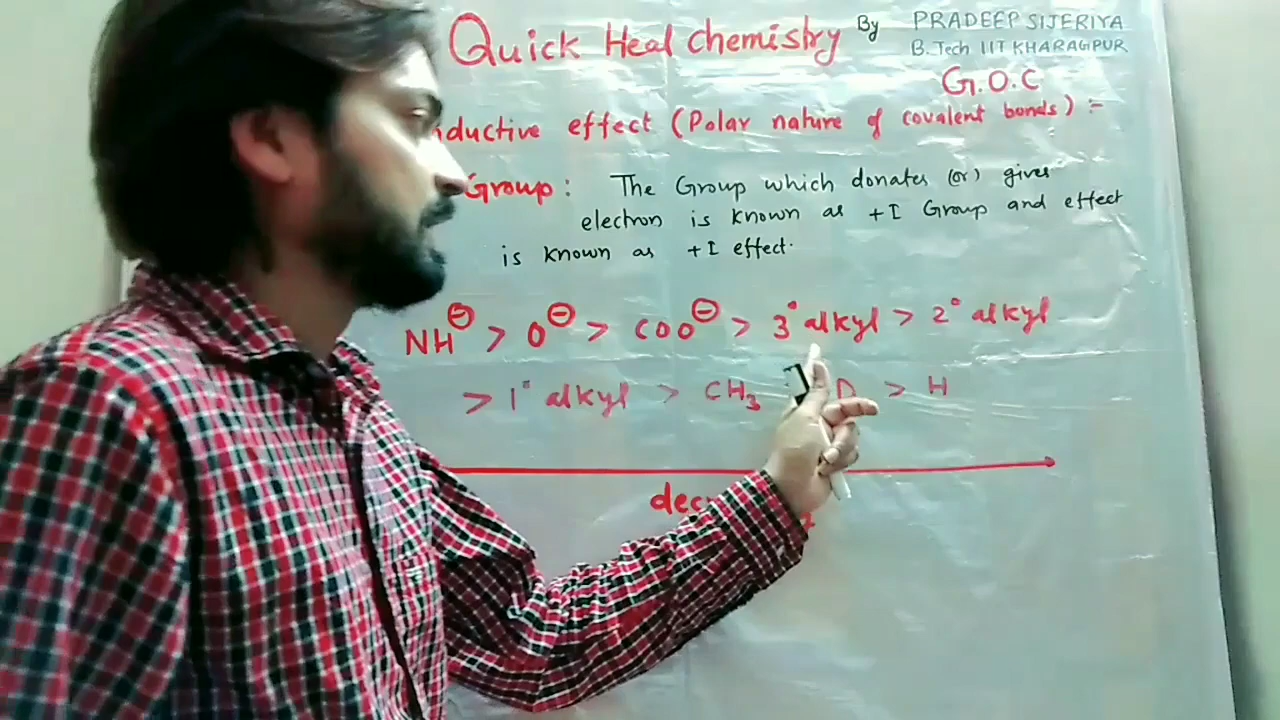 Quick Heal chemistry By PRADEEP SIJERIYA
B.Tech IIT KHARAGPUR
G.O.C
nductive effect (Polar nature of covalent bonds) :-
Group : The Group which donates (or) gives
electron is known as +I Group and effect
is known as +I effect.
NH⊖ > O⊖ > COO⊖ > 3° alkyl > 2° alkyl
> 1° alkyl > CH₃ D > H